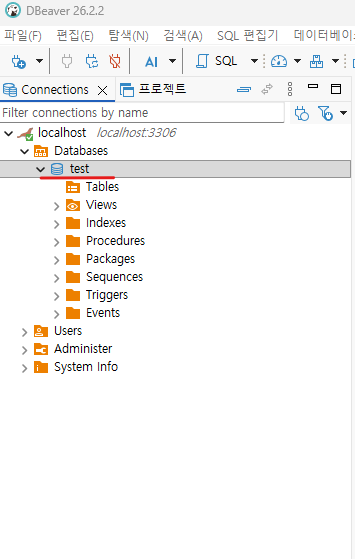 DBeaver 26.2.2
파일(F) 편집(E) 탐색(N) 검색(A) SQL 편집기 데이터베이스
AI SQL
Connections 프로젝트
Filter connections by name
localhost localhost:3306
Databases
test
Tables
Views
Indexes
Procedures
Packages
Sequences
Triggers
Events
Users
Administer
System Info